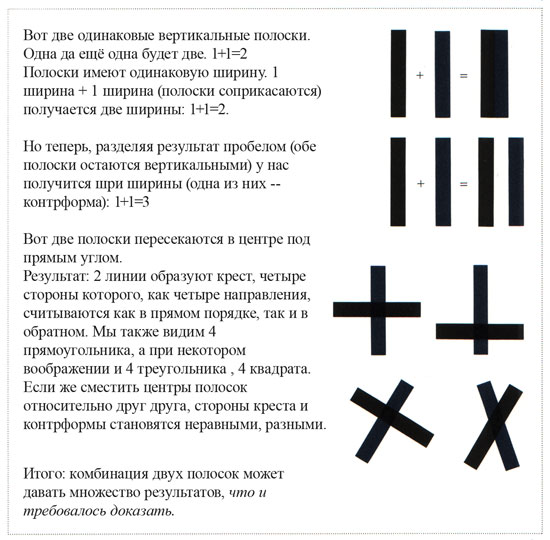 Вот две одинаковые вертикальные полоски.
Одна да ещё одна будет две. 1+1=2
Полоски имеют одинаковую ширину. 1
ширина + 1 ширина (полоски соприкасаются)
получается две ширины: 1+1=2.
+ =
Но теперь, разделяя результат пробелом (обе
полоски остаются вертикальными) у нас
получится шри ширины (одна из них --
контрформа): 1+1=3
+ =
Вот две полоски пересекаются в центре под
прямым углом.
Результат: 2 линии образуют крест, четыре
стороны которого, как четыре направления,
считываются как в прямом порядке, так и в
обратном. Мы также видим 4
прямоугольника, а при некотором
воображении и 4 треугольника , 4 квадрата.
Если же сместить центры полосок
относительно друг друга, стороны креста и
контрформы становятся неравными, разными.
Итого: комбинация двух полосок может
давать множество результатов, что и
требовалось доказать.